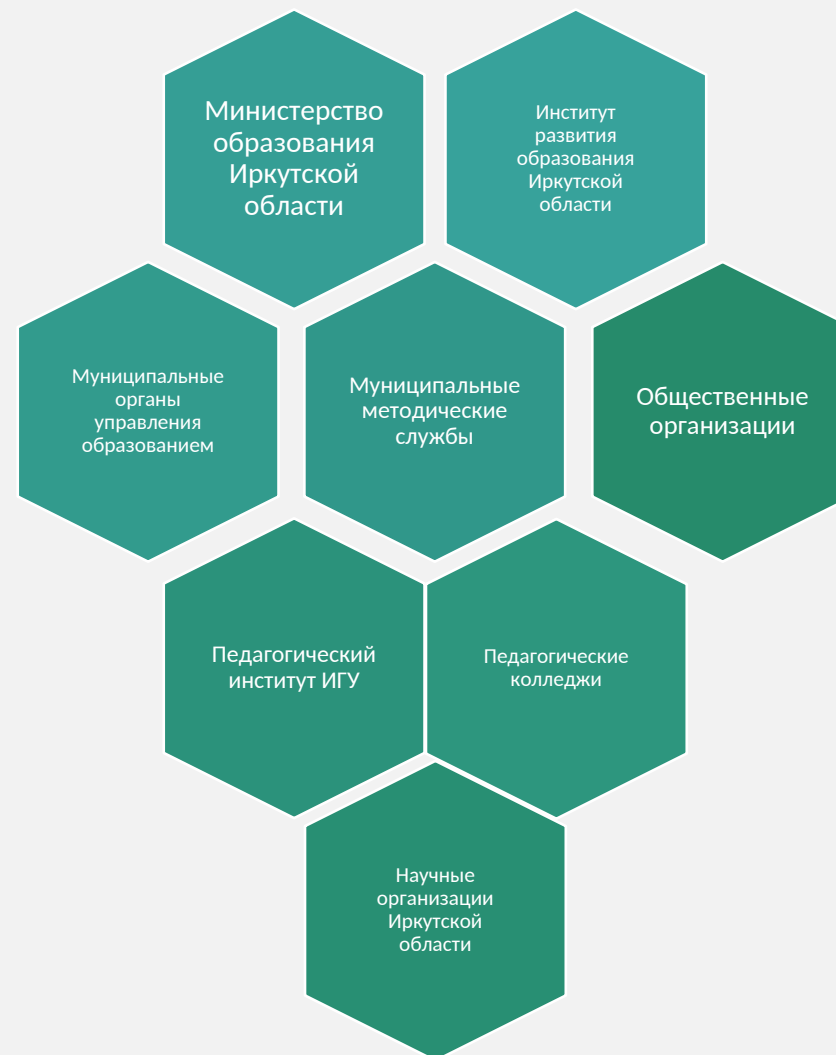 Министерство
образования
Иркутской
области
Институт
развития
образования
Иркутской
области
Муниципальные
органы
управления
образованием
Муниципальные
методические
службы
Общественные
организации
Педагогический
институт ИГУ
Педагогические
колледжи
Научные
организации
Иркутской
области